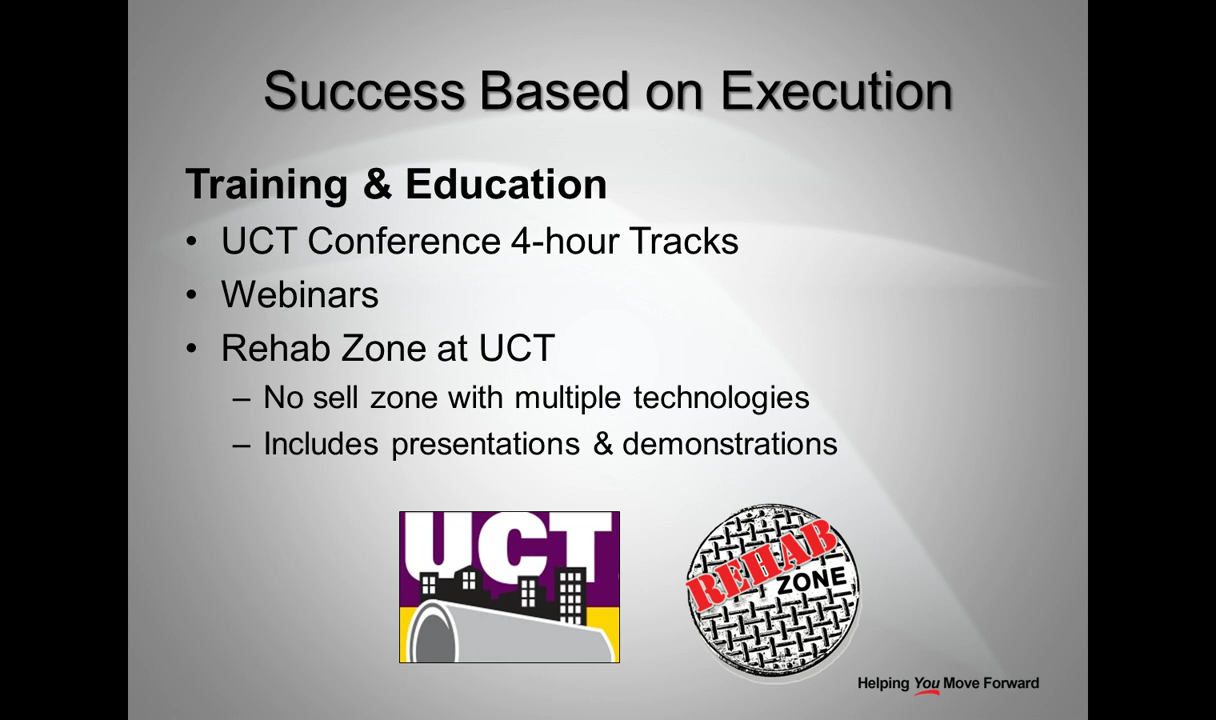 Success Based on Execution
Training & Education
• UCT Conference 4-hour Tracks
• Webinars
• Rehab Zone at UCT
– No sell zone with multiple technologies
– Includes presentations & demonstrations
UCT
REHAB
ZONE
Helping You Move Forward